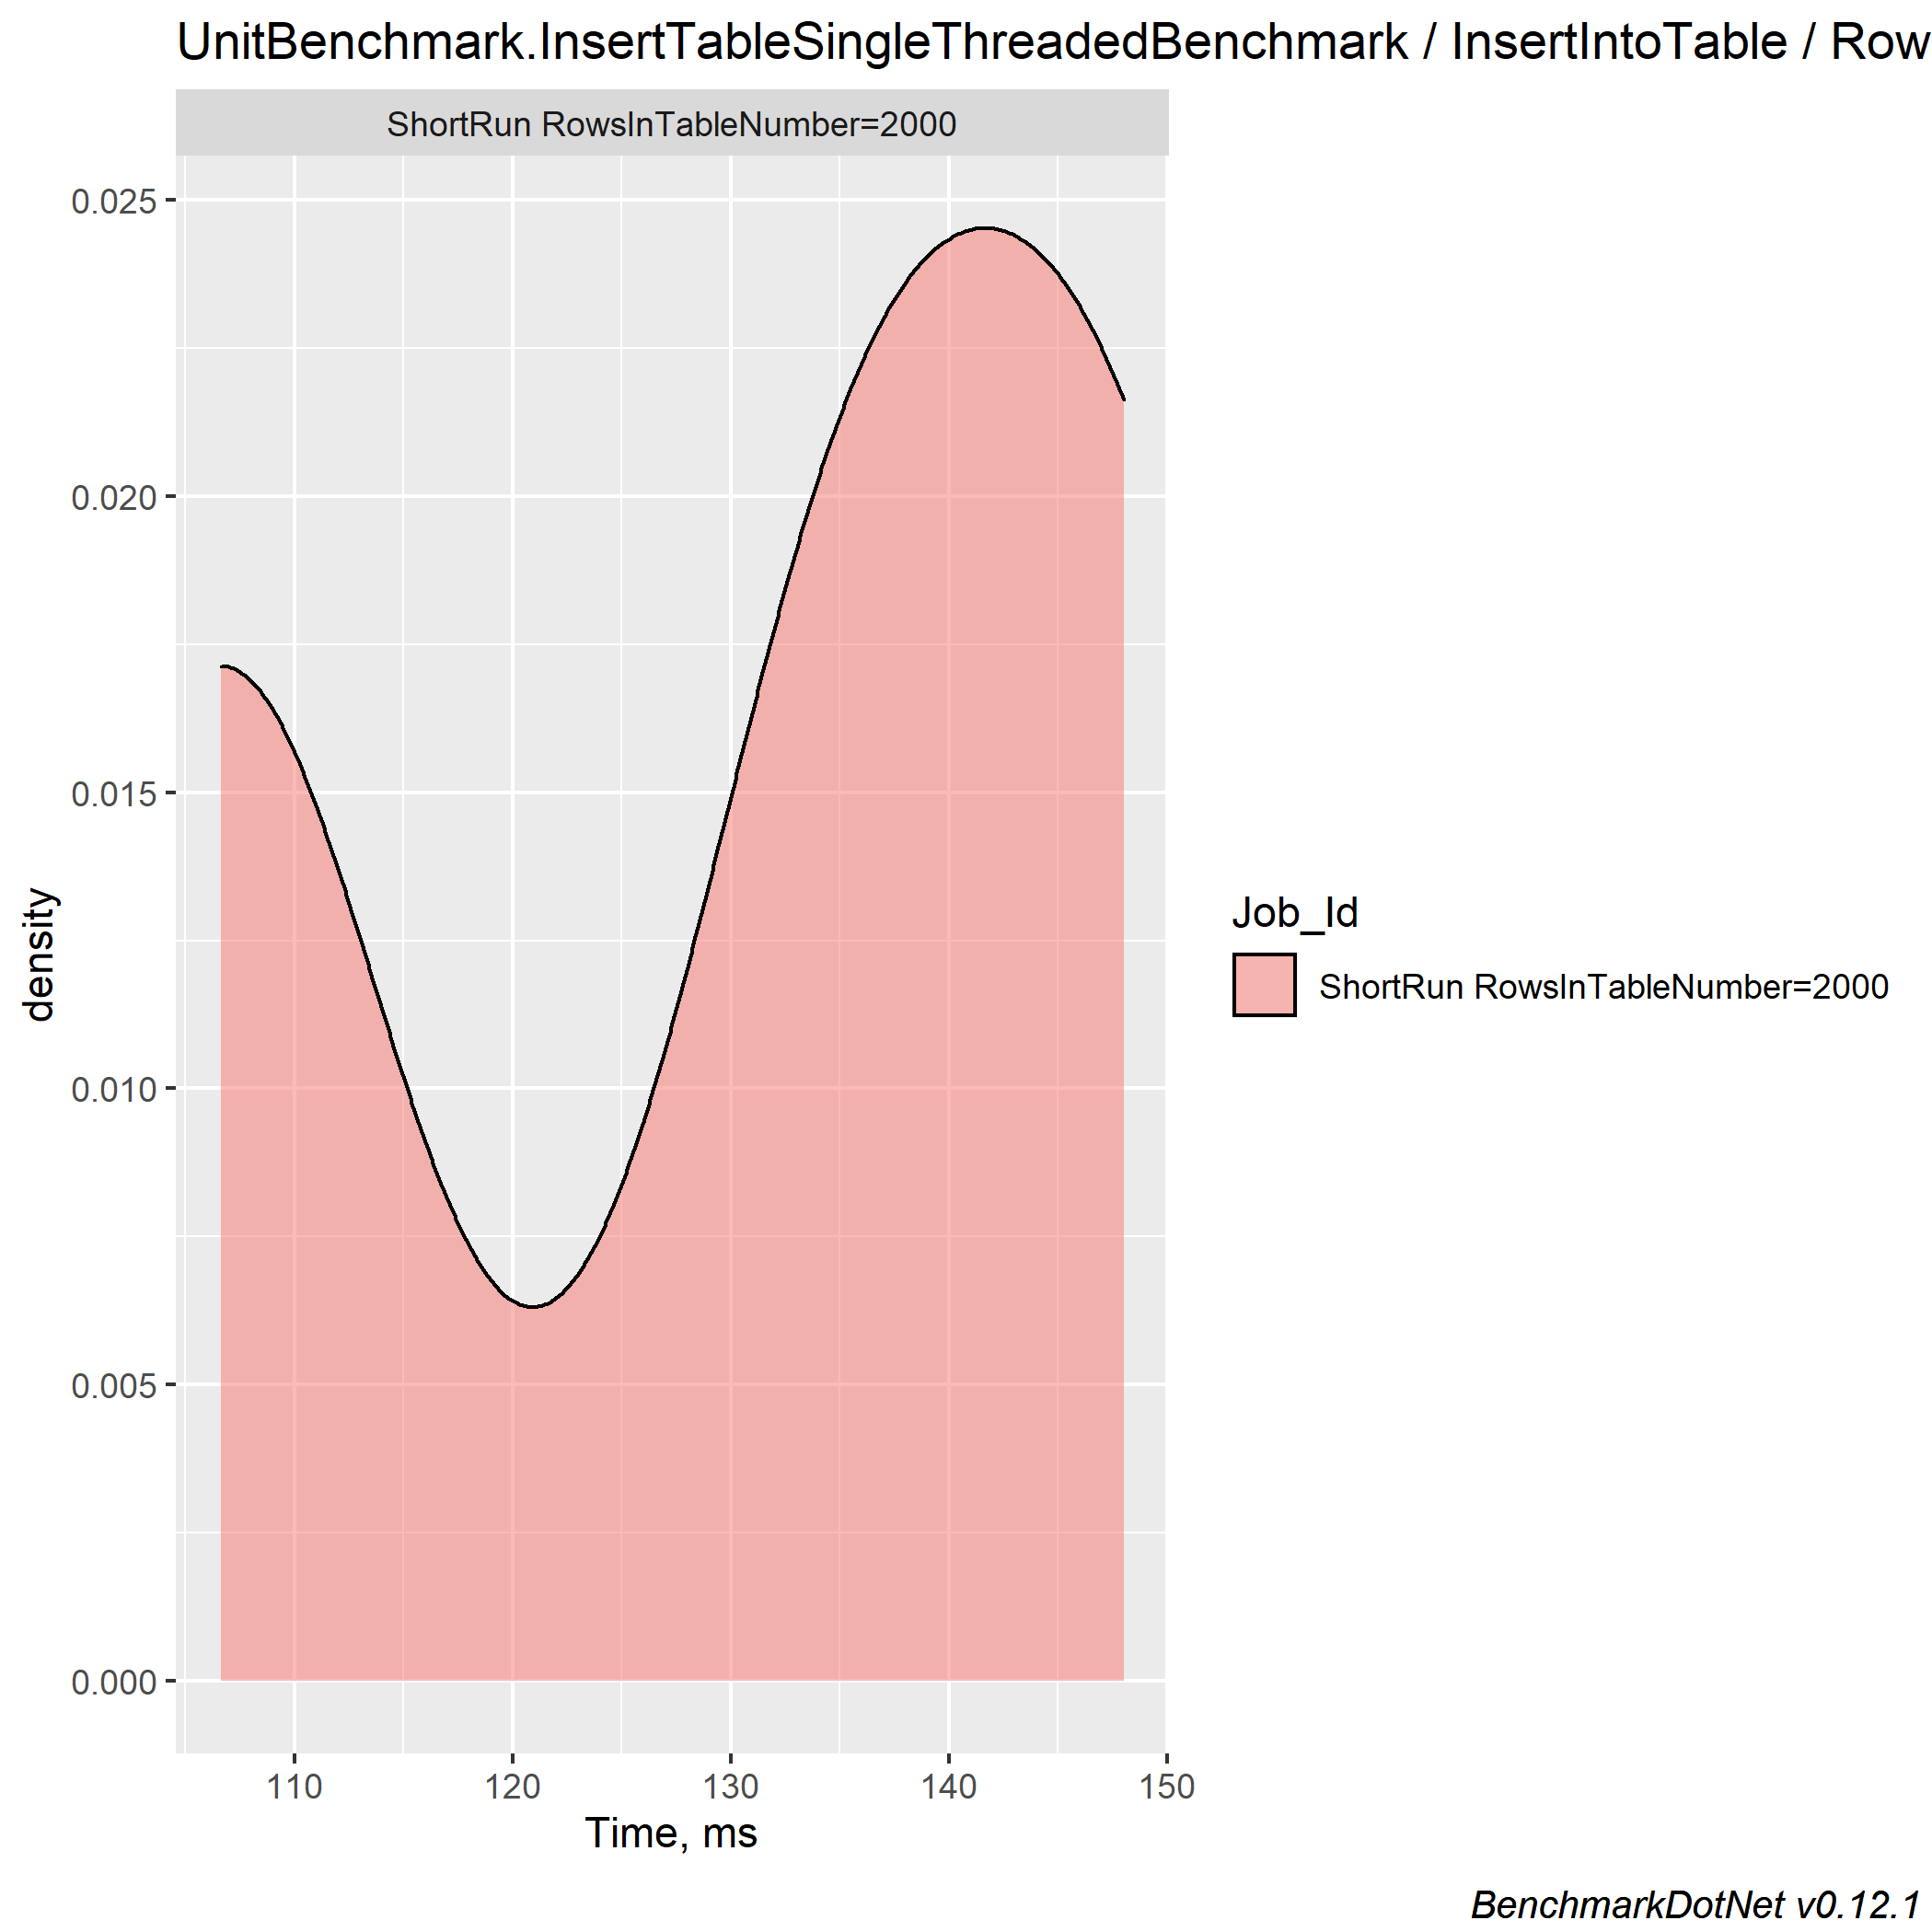 UnitBenchmark.InsertTableSingleThreadedBenchmark / InsertIntoTable / Row
ShortRun RowsInTableNumber=2000
0.025
0.020
0.015
0.010
0.005
0.000
density
110 120 130 140 150
Time, ms
Job_Id
ShortRun RowsInTableNumber=2000
BenchmarkDotNet v0.12.1